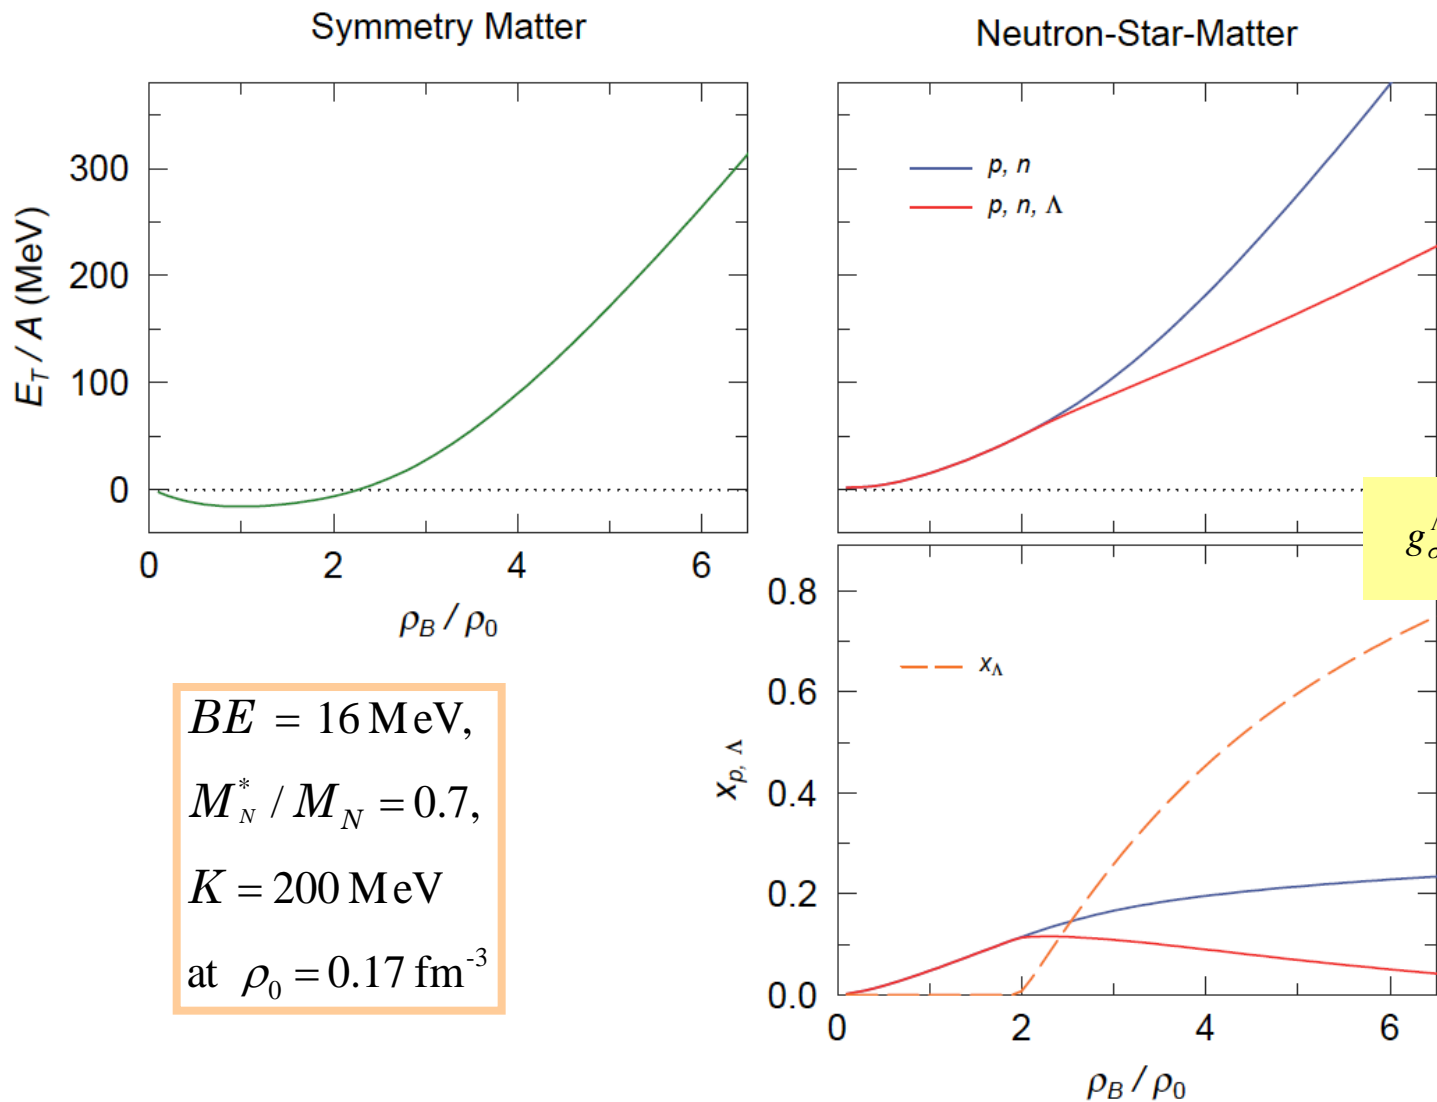 Symmetry Matter
E_T / A (MeV)
300
200
100
0
0 2 4 6
ρ_B / ρ_0
BE = 16 MeV,
M_N^* / M_N = 0.7,
K = 200 MeV
at ρ_0 = 0.17 fm^-3
Neutron-Star-Matter
p, n
p, n, Λ
x_p, Λ
0.8
0.6
0.4
0.2
0.0
x_Λ
0 2 4 6
ρ_B / ρ_0